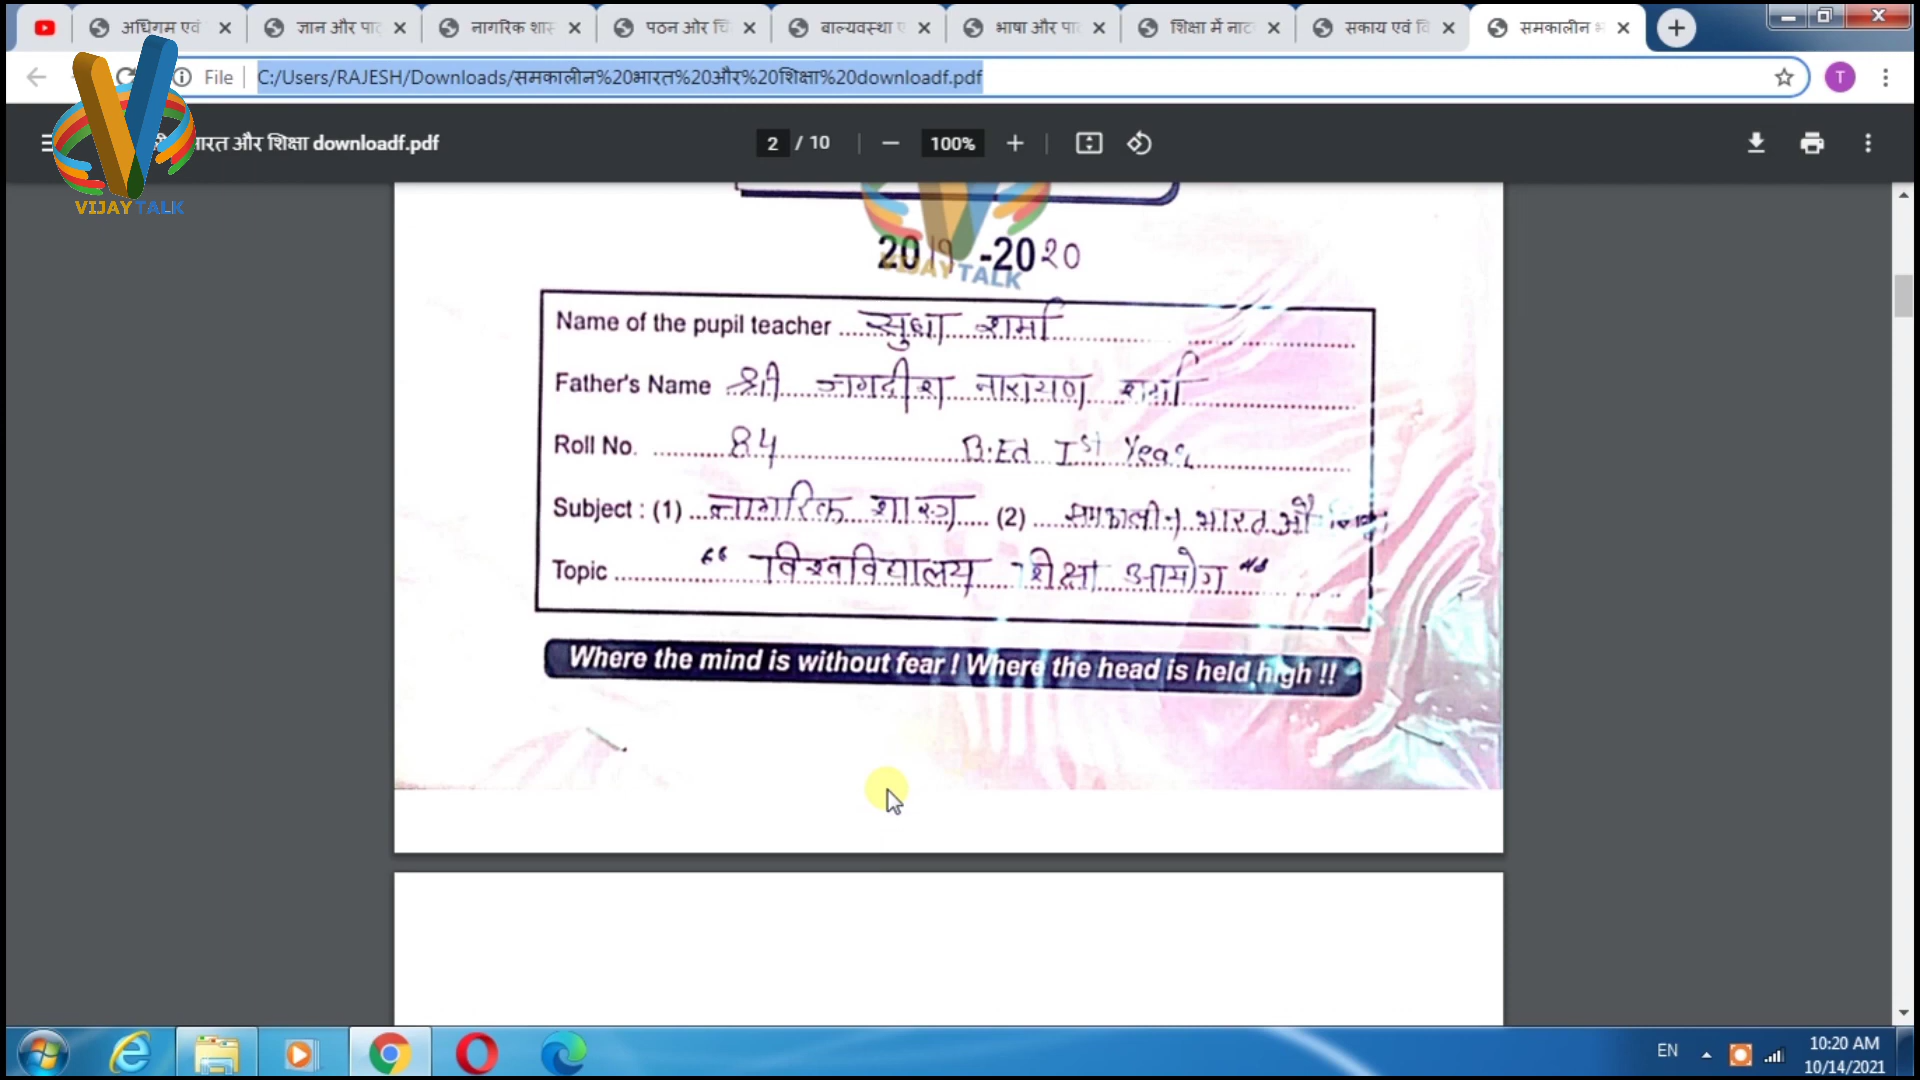 अधिगम एवं ज्ञान और पाठ नागरिक शास् पठन ओर चि बाल्यवस्था ए भाषा और पा शिक्षा में नाट सकाय एवं वि समकालीन भ
File C:/Users/RAJESH/Downloads/समकालीन%20भारत%20और%20शिक्षा%20downloadf.pdf T
भारत और शिक्षा downloadf.pdf 2 / 10 100%
VIJAY TALK
2019 -2020
VIJAY TALK
Name of the pupil teacher सुधा शर्मा
Father's Name श्री जगदीश नारायण शर्मा
Roll No. 84 B.Ed Ist Year
Subject : (1) नागरिक शास्त्र (2) समकालीन भारत और
Topic “ विश्वविद्यालय शिक्षा आयोग ”
Where the mind is without fear ! Where the head is held high !!
EN 10:20 AM
10/14/2021